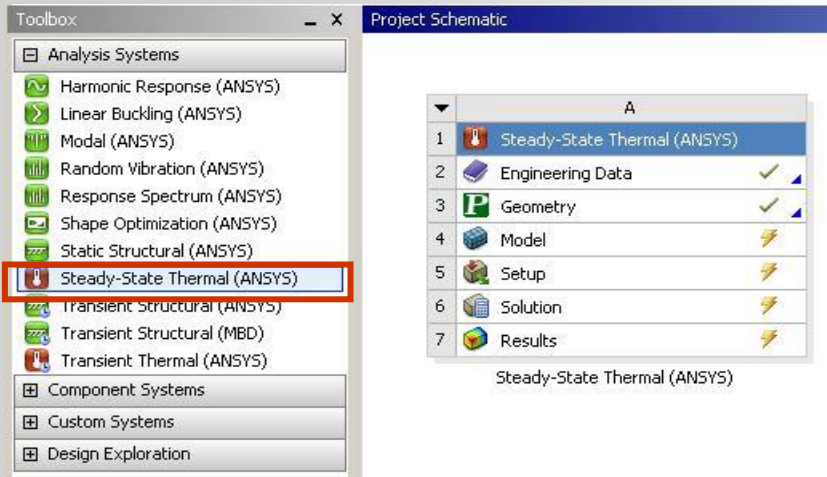 Toolbox
Analysis Systems
Harmonic Response (ANSYS)
Linear Buckling (ANSYS)
Modal (ANSYS)
Random Vibration (ANSYS)
Response Spectrum (ANSYS)
Shape Optimization (ANSYS)
Static Structural (ANSYS)
Steady-State Thermal (ANSYS)
Transient Structural (ANSYS)
Transient Structural (MBD)
Transient Thermal (ANSYS)
Component Systems
Custom Systems
Design Exploration
Project Schematic
A
1 Steady-State Thermal (ANSYS)
2 Engineering Data
3 Geometry
4 Model
5 Setup
6 Solution
7 Results
Steady-State Thermal (ANSYS)